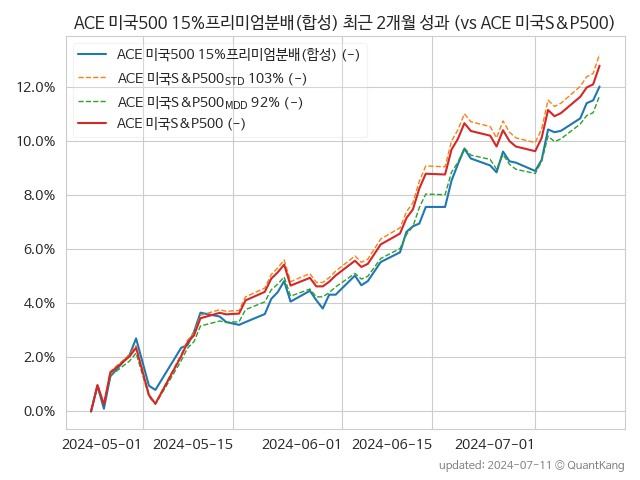 ACE 미국500 15%프리미엄분배(합성) 최근 2개월 성과 (vs ACE 미국S&P500)
ACE 미국500 15%프리미엄분배(합성) (-)
ACE 미국S&P500STD 103% (-)
ACE 미국S&P500MDD 92% (-)
ACE 미국S&P500 (-)
12.0%
10.0%
8.0%
6.0%
4.0%
2.0%
0.0%
2024-05-01 2024-05-15 2024-06-01 2024-06-15 2024-07-01
updated: 2024-07-11 © QuantKang